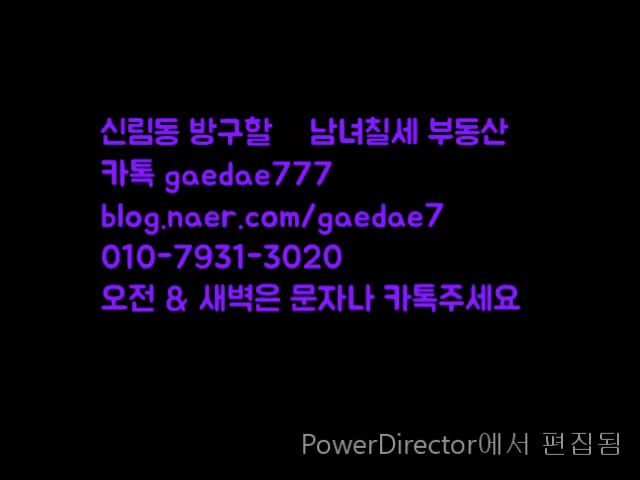 신림동 방구할 남녀칠세 부동산
카톡 gaedae777
blog.naer.com/gaedae7
010-7931-3020
오전 & 새벽은 문자나 카톡주세요
PowerDirector에서 편집됨